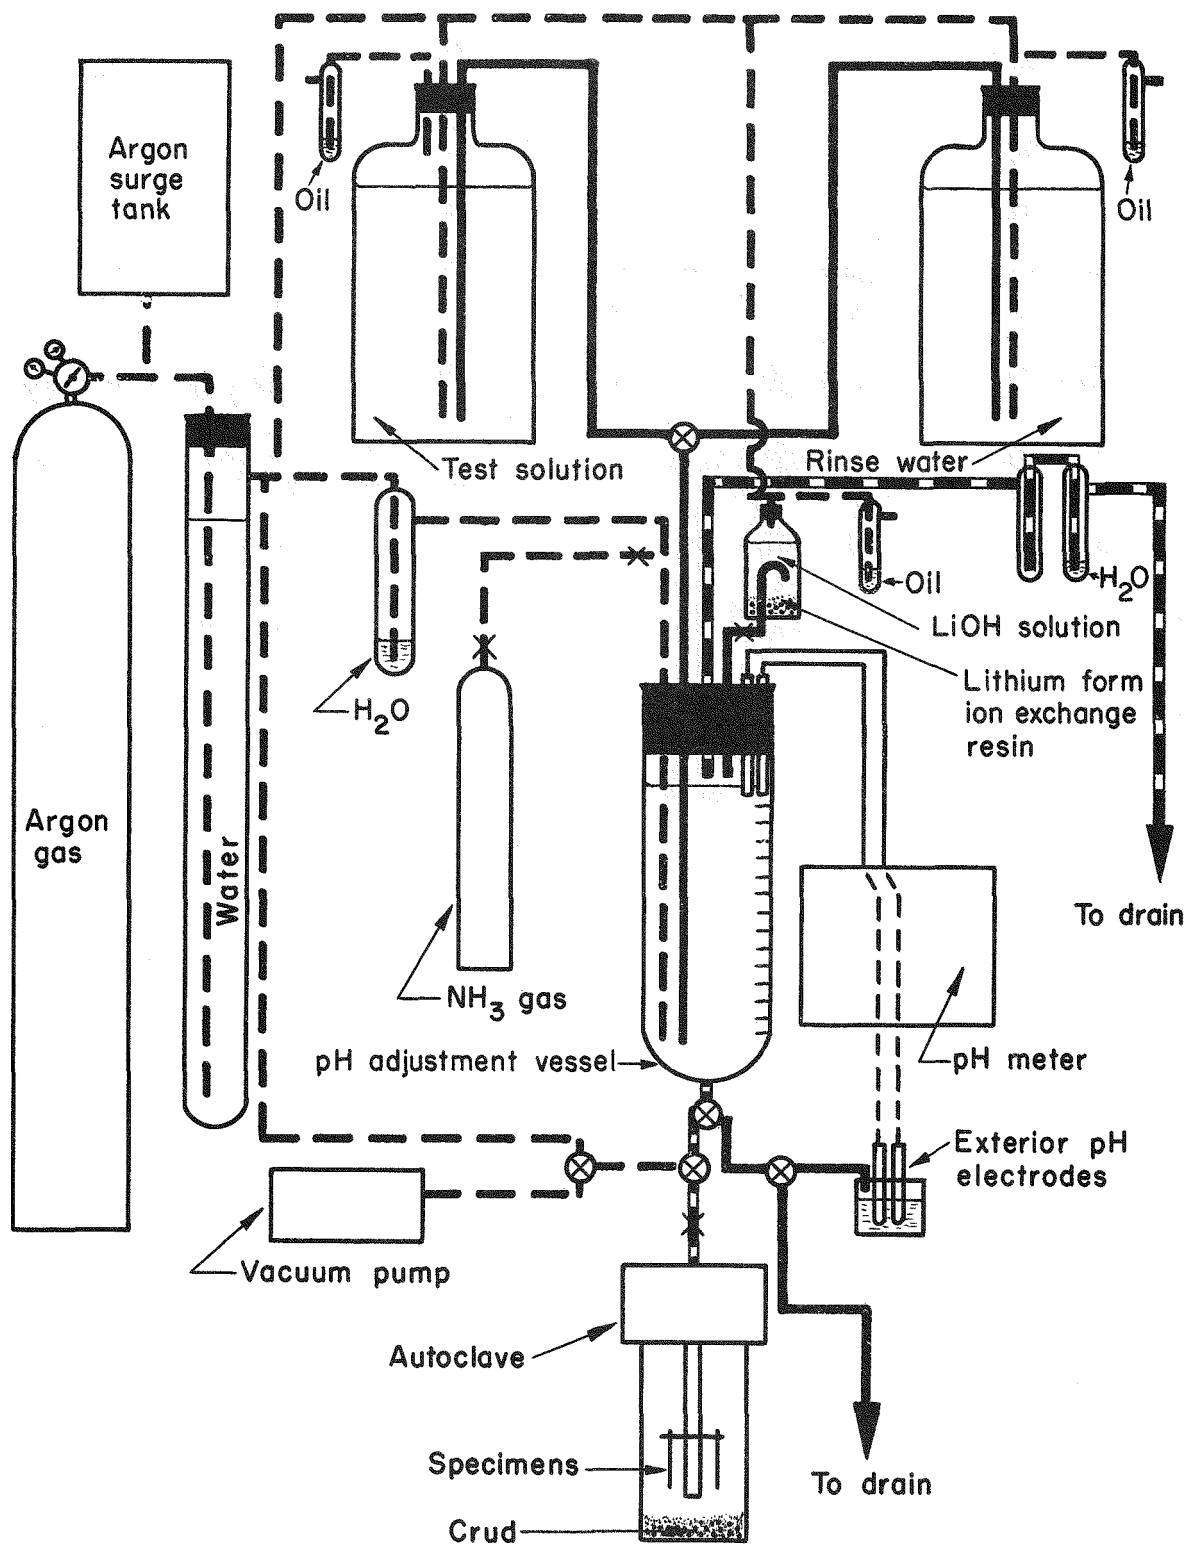 Argon
surge
tank
Oil
Oil
Test solution
Rinse water
H2O
Oil
LiOH solution
Lithium form
ion exchange
resin
H2O
Argon
gas
Water
To drain
NH3 gas
pH adjustment vessel
pH meter
Exterior pH
electrodes
Vacuum pump
Autoclave
Specimens
To drain
Crud